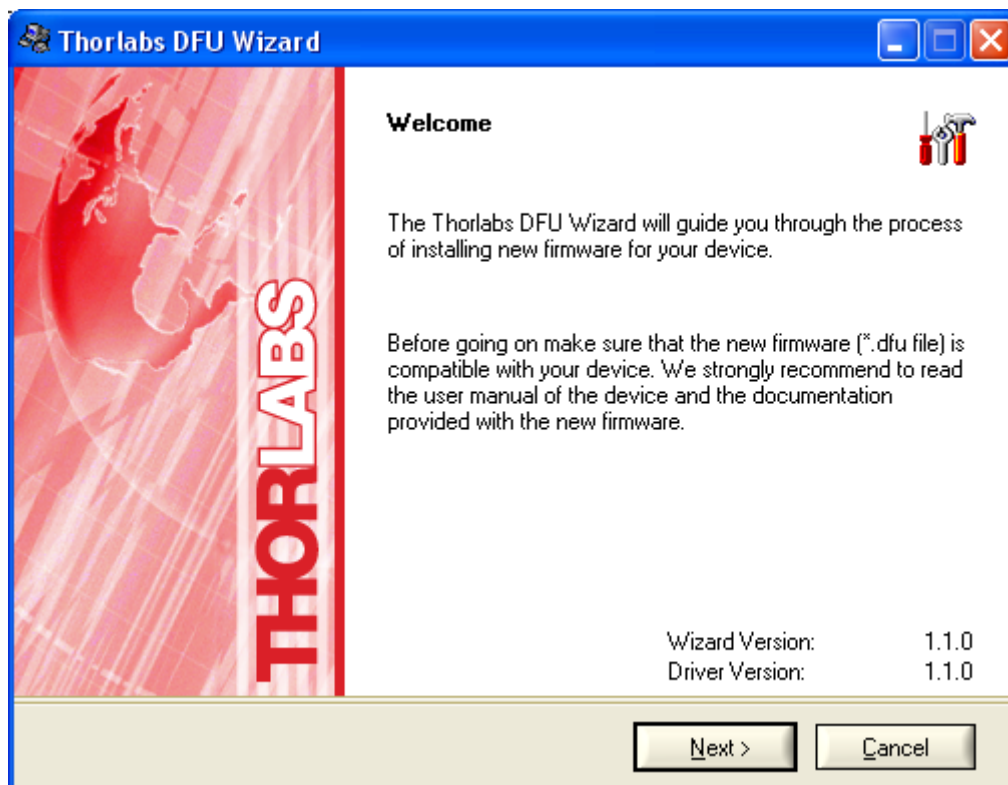 Thorlabs DFU Wizard
THORLABS
Welcome
The Thorlabs DFU Wizard will guide you through the process
of installing new firmware for your device.
Before going on make sure that the new firmware (*.dfu file) is
compatible with your device. We strongly recommend to read
the user manual of the device and the documentation
provided with the new firmware.
Wizard Version: 1.1.0
Driver Version: 1.1.0
Next > Cancel